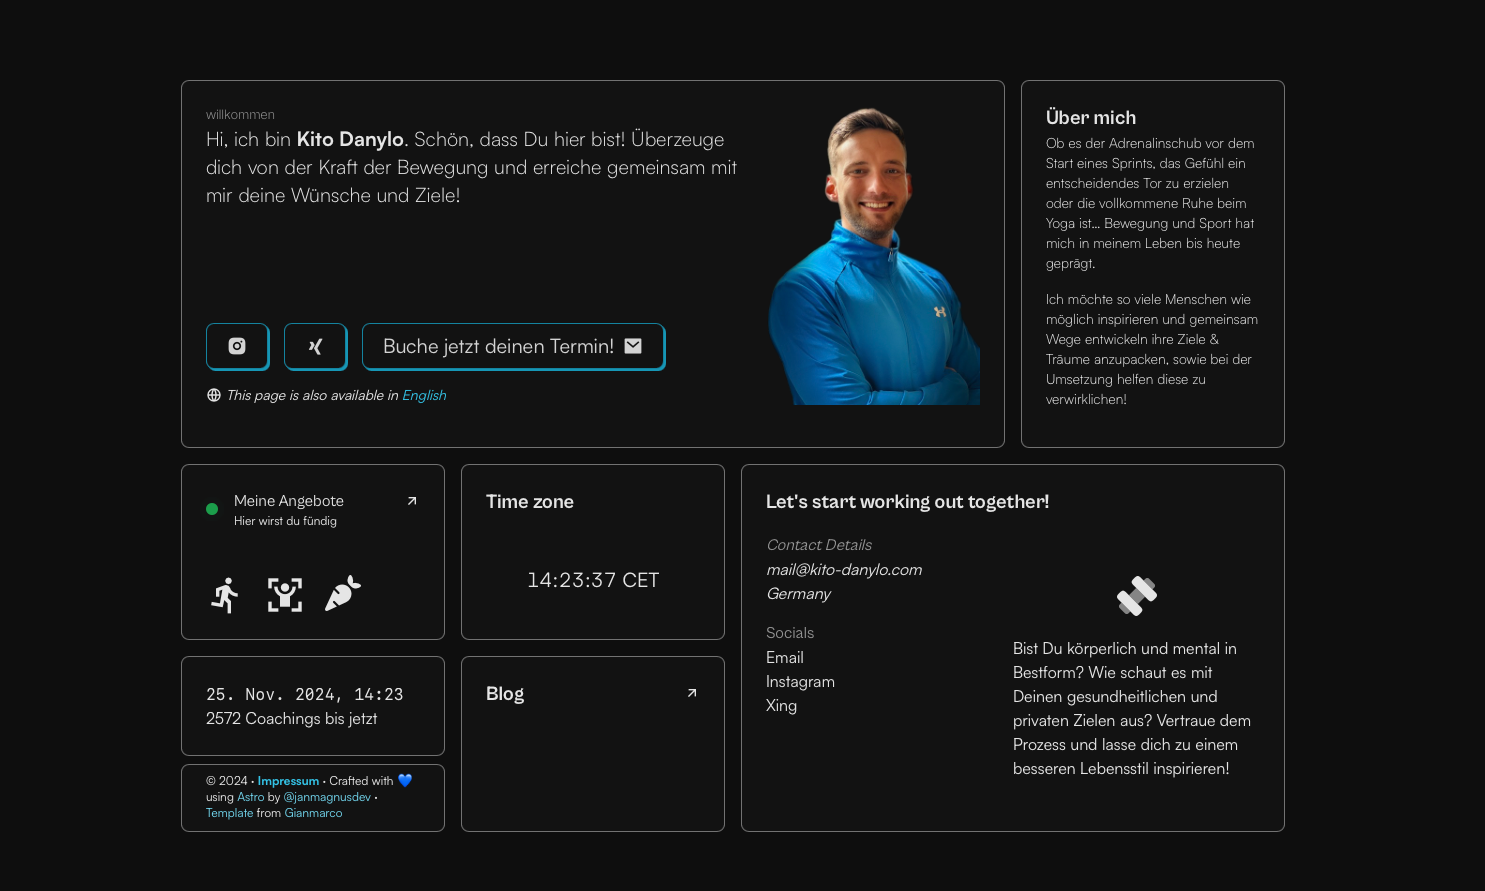 willkommen
Hi, ich bin Kito Danylo. Schön, dass Du hier bist! Überzeuge
dich von der Kraft der Bewegung und erreiche gemeinsam mit
mir deine Wünsche und Ziele!
Buche jetzt deinen Termin!
This page is also available in English
Über mich
Ob es der Adrenalinschub vor dem
Start eines Sprints, das Gefühl ein
entscheidendes Tor zu erzielen
oder die vollkommene Ruhe beim
Yoga ist... Bewegung und Sport hat
mich in meinem Leben bis heute
geprägt.
Ich möchte so viele Menschen wie
möglich inspirieren und gemeinsam
Wege entwickeln ihre Ziele &
Träume anzupacken, sowie bei der
Umsetzung helfen diese zu
verwirklichen!
Meine Angebote
Hier wirst du fündig
Time zone
14:23:37 CET
25. Nov. 2024, 14:23
2572 Coachings bis jetzt
© 2024 · Impressum · Crafted with 💙
using Astro by @janmagnusdev ·
Template from Gianmarco
Blog
Let's start working out together!
Contact Details
mail@kito-danylo.com
Germany
Socials
Email
Instagram
Xing
Bist Du körperlich und mental in
Bestform? Wie schaut es mit
Deinen gesundheitlichen und
privaten Zielen aus? Vertraue dem
Prozess und lasse dich zu einem
besseren Lebensstil inspirieren!